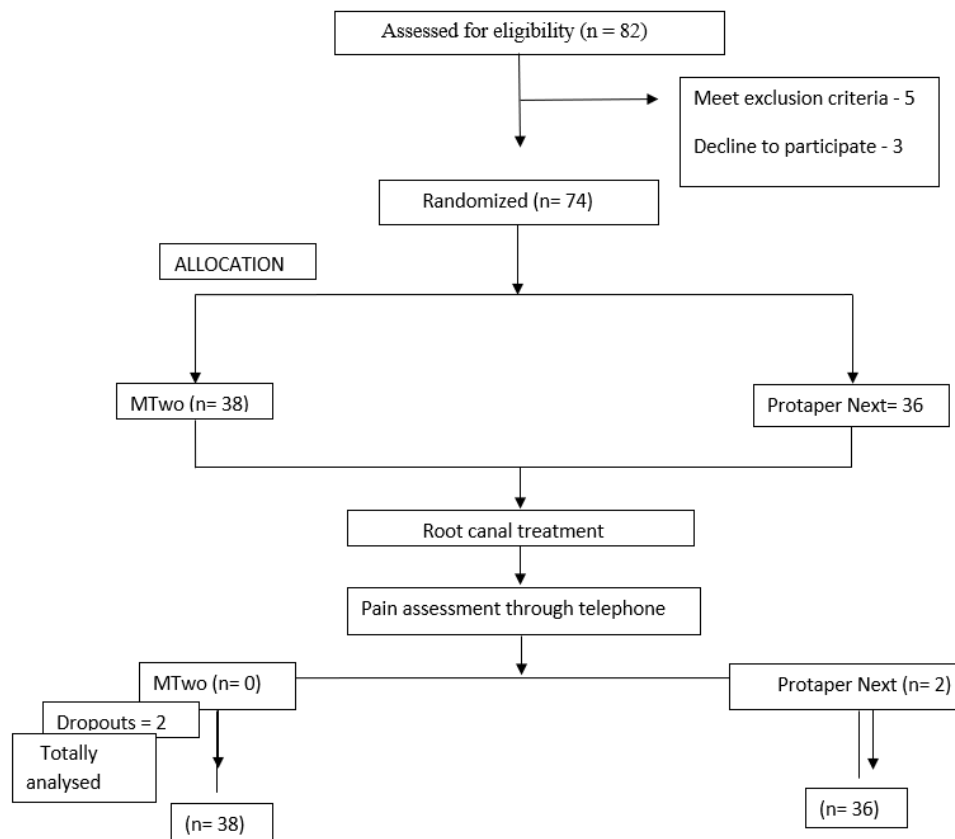 Assessed for eligibility (n = 82)
Meet exclusion criteria - 5
Decline to participate - 3
Randomized (n= 74)
ALLOCATION
MTwo (n= 38)
Protaper Next= 36
Root canal treatment
Pain assessment through telephone
MTwo (n= 0)
Protaper Next (n= 2)
Dropouts = 2
Totally
analysed
(n= 38)
(n= 36)